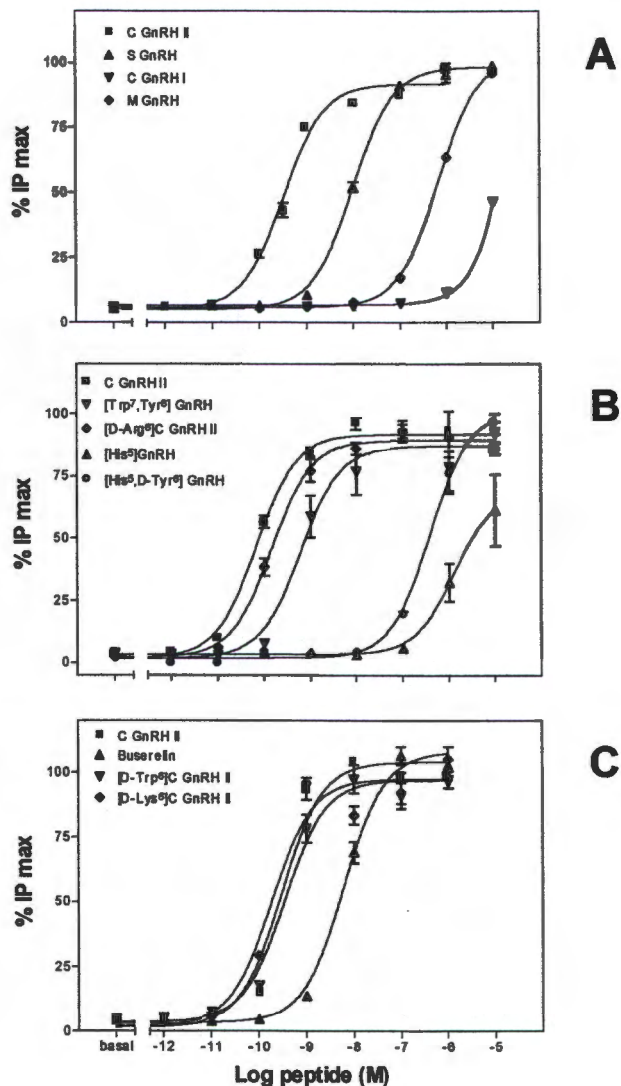 A
C GnRH II
S GnRH
C GnRH I
M GnRH
% IP max
100
75
50
25
0
B
C GnRH II
[Trp⁷,Tyr⁸] GnRH
[D-Arg⁶]C GnRH II
[His⁵]GnRH
[His⁵,D-Tyr⁶] GnRH
% IP max
100
75
50
25
0
C
C GnRH II
Buserelin
[D-Trp⁶]C GnRH II
[D-Lys⁶]C GnRH II
% IP max
100
75
50
25
0
basal -12 -11 -10 -9 -8 -7 -6 -5
Log peptide (M)